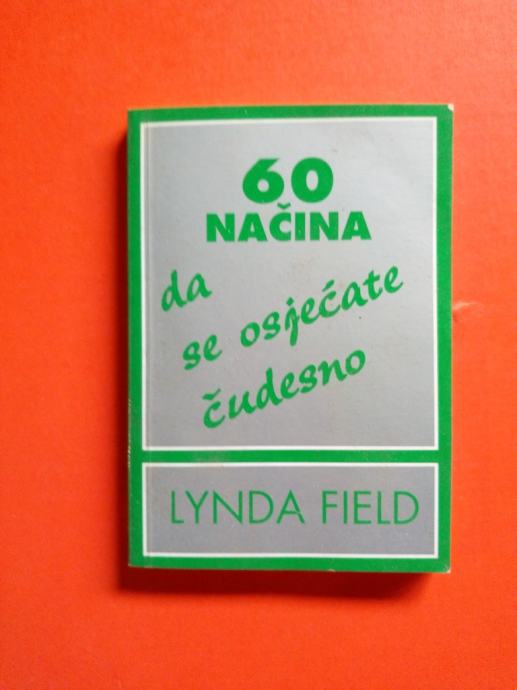 60
NAČINA
da
se osjećate
čudesno
LYNDA FIELD